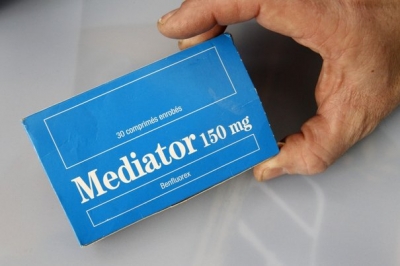 30 comprimés enrobés
Mediator 150 mg
Benfluorex